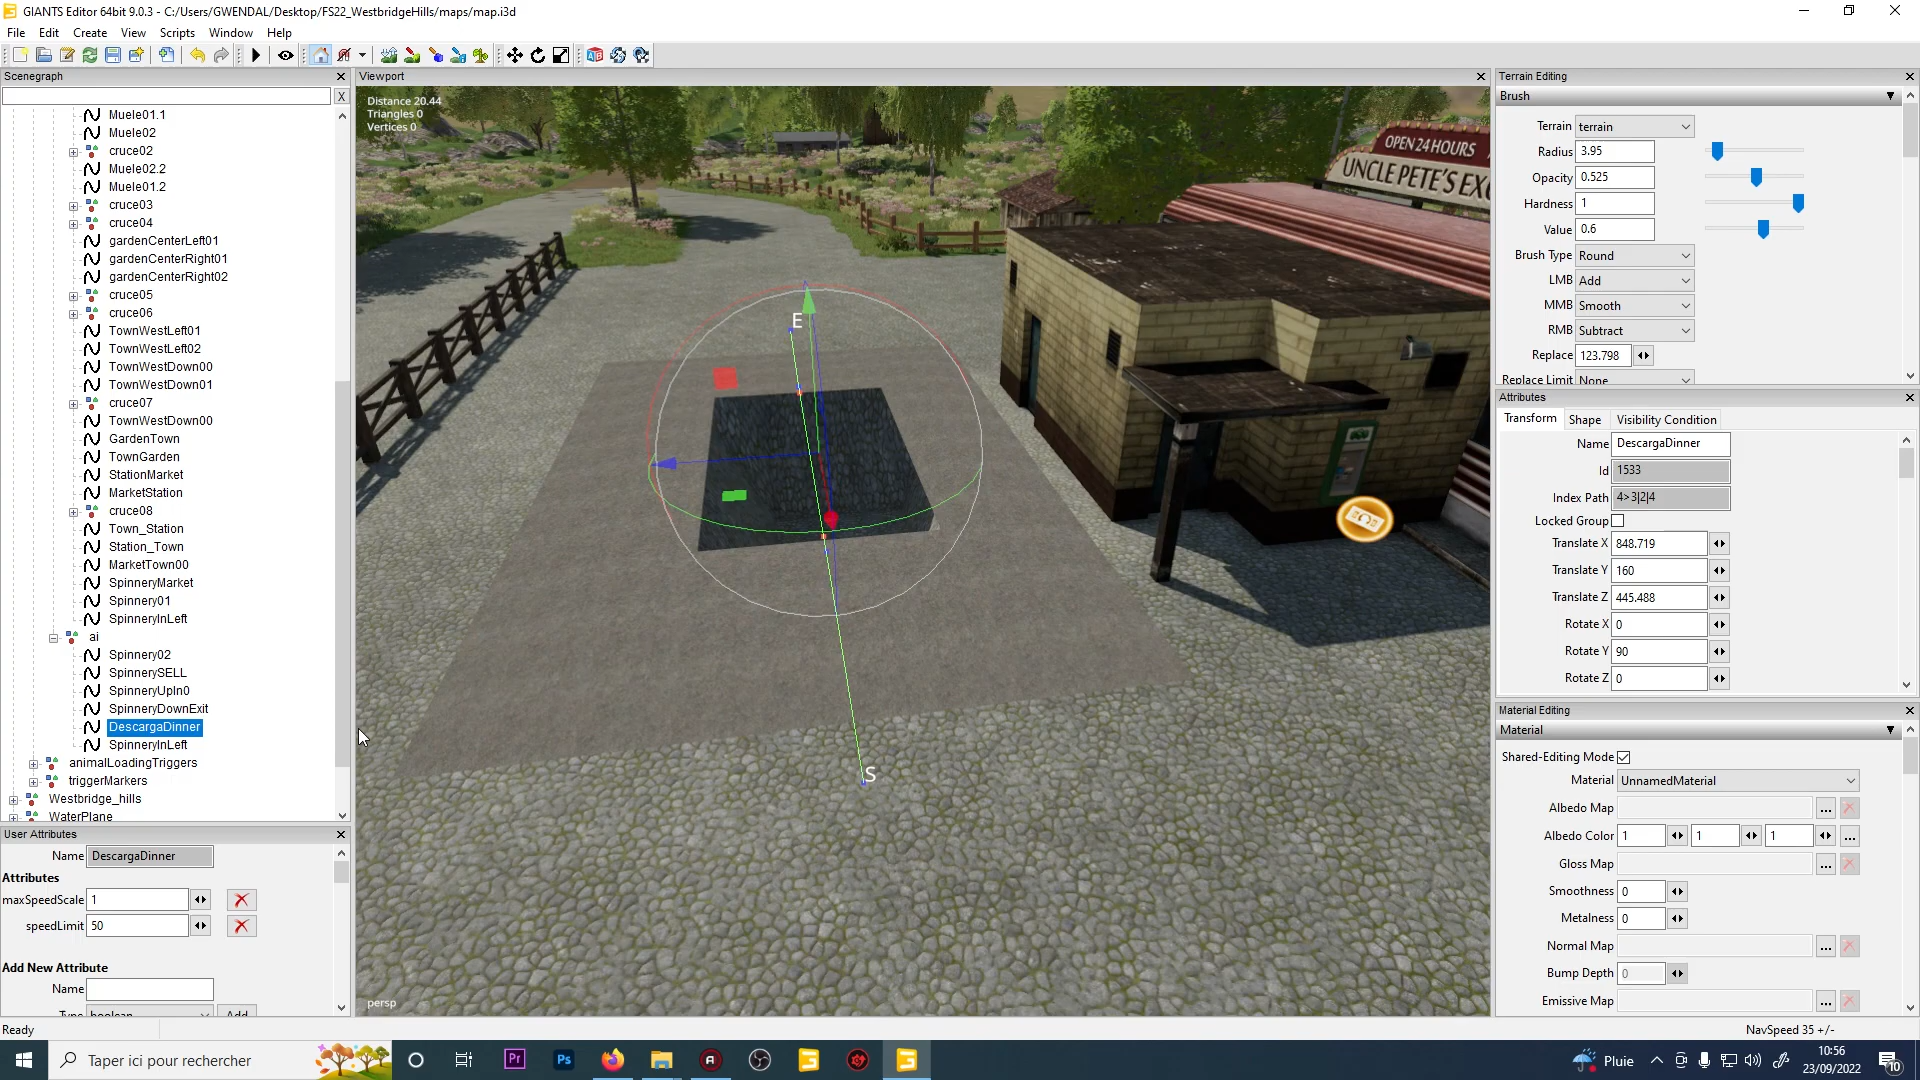 GIANTS Editor 64bit 9.0.3 - C:/Users/GWENDAL/Desktop/FS22_WestbridgeHills/maps/map.i3d
File Edit Create View Scripts Window Help
Scenegraph
X
Muele01.1
Muele02
cruce02
Muele02.2
Muele01.2
cruce03
cruce04
gardenCenterLeft01
gardenCenterRight01
gardenCenterRight02
cruce05
cruce06
TownWestLeft01
TownWestLeft02
TownWestDown00
TownWestDown01
cruce07
TownWestDown00
GardenTown
TownGarden
StationMarket
MarketStation
cruce08
Town_Station
Station_Town
MarketTown00
SpinneryMarket
Spinnery01
SpinneryInLeft
ai
Spinnery02
SpinnerySELL
SpinneryUpIn0
SpinneryDownExit
DescargaDinner
SpinneryInLeft
animalLoadingTriggers
triggerMarkers
Westbridge_hills
WaterPlane
User Attributes
Name DescargaDinner
Attributes
maxSpeedScale 1
speedLimit 50
Add New Attribute
Name
Type boolean Add
Ready
Viewport
Distance 20.44
Triangles 0
Vertices 0
OPEN 24 HOURS
UNCLE PETE'S EX
E
S
persp
Terrain Editing
Brush
Terrain terrain
Radius 3.95
Opacity 0.525
Hardness 1
Value 0.6
Brush Type Round
LMB Add
MMB Smooth
RMB Subtract
Replace 123.798
Replace Limit None
Attributes
Transform Shape Visibility Condition
Name DescargaDinner
Id 1533
Index Path 4>3|2|4
Locked Group
Translate X 848.719
Translate Y 160
Translate Z 445.488
Rotate X 0
Rotate Y 90
Rotate Z 0
Material Editing
Material
Shared-Editing Mode
Material UnnamedMaterial
Albedo Map ...
Albedo Color 1 1 1 ...
Gloss Map ...
Smoothness 0
Metalness 0
Normal Map ...
Bump Depth 0
Emissive Map ...
NavSpeed 35 +/-
Taper ici pour rechercher
Pr
Ps
Pluie
10:56
23/09/2022
10